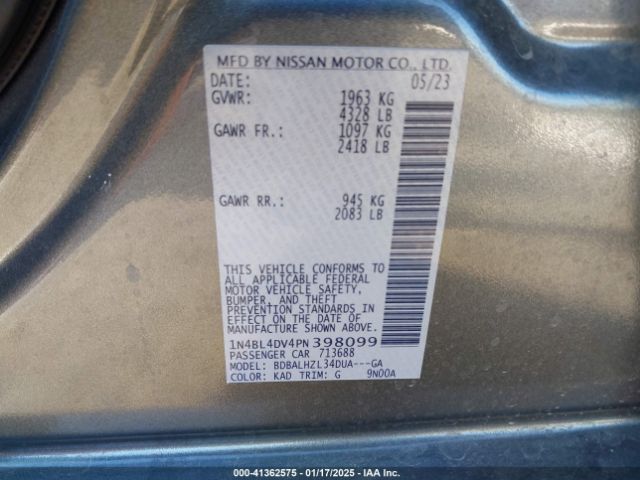 MFD BY NISSAN MOTOR CO., LTD.
DATE: 05/23
GVWR: 1963 KG
4328 LB
GAWR FR.: 1097 KG
2418 LB
GAWR RR.: 945 KG
2083 LB
THIS VEHICLE CONFORMS TO
ALL APPLICABLE FEDERAL
MOTOR VEHICLE SAFETY,
BUMPER, AND THEFT
PREVENTION STANDARDS IN
EFFECT ON THE DATE OF
MANUFACTURE SHOWN ABOVE.
1N4BL4DV4PN398099
PASSENGER CAR 713688
MODEL: BDBALHZL34DUA---GA
COLOR: KAD TRIM: G 9N00A
000-41362575 | 01/17/2025 | IAA Inc.